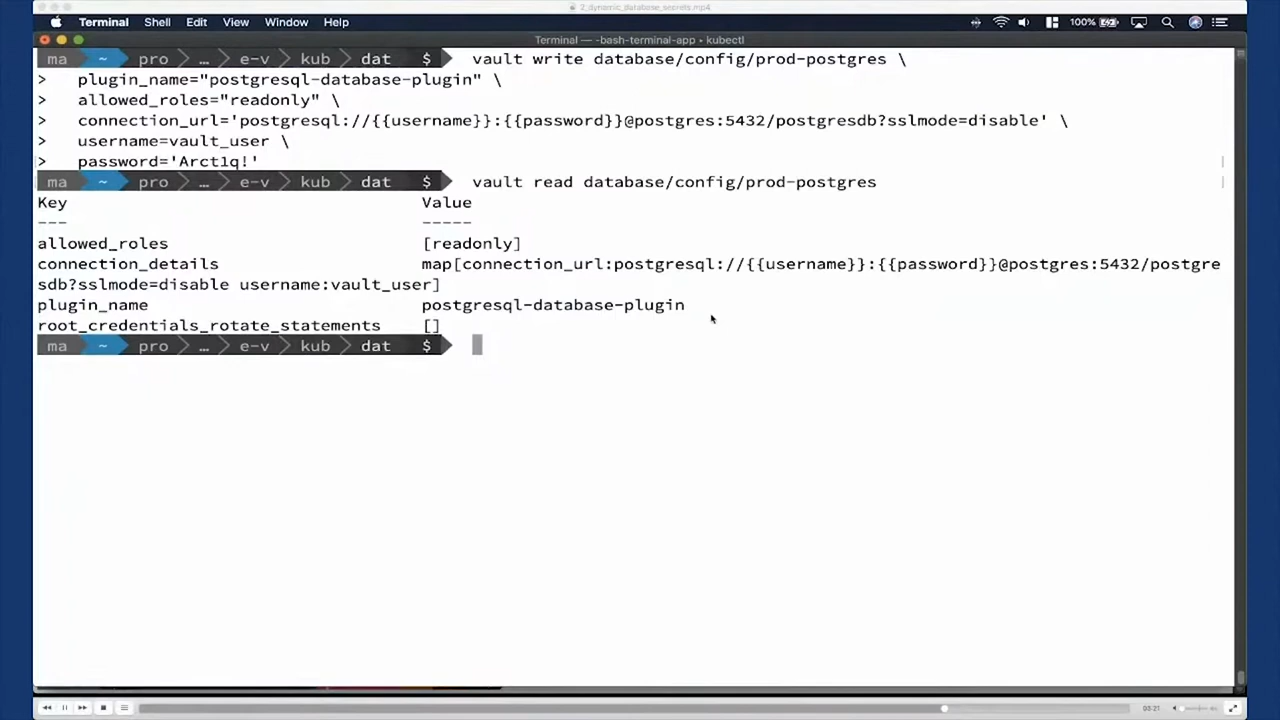 2_dynamic_database_secrets.mp4
Terminal Shell Edit View Window Help 100%
Terminal — -bash-terminal-app • kubectl
ma ~ pro … e-v kub dat $ vault write database/config/prod-postgres \
> plugin_name="postgresql-database-plugin" \
> allowed_roles="readonly" \
> connection_url='postgresql://{{username}}:{{password}}@postgres:5432/postgresdb?sslmode=disable' \
> username=vault_user \
> password='Arct1q!'
ma ~ pro … e-v kub dat $ vault read database/config/prod-postgres
Key Value
--- -----
allowed_roles [readonly]
connection_details map[connection_url:postgresql://{{username}}:{{password}}@postgres:5432/postgre
sdb?sslmode=disable username:vault_user]
plugin_name postgresql-database-plugin
root_credentials_rotate_statements []
ma ~ pro … e-v kub dat $
03:21